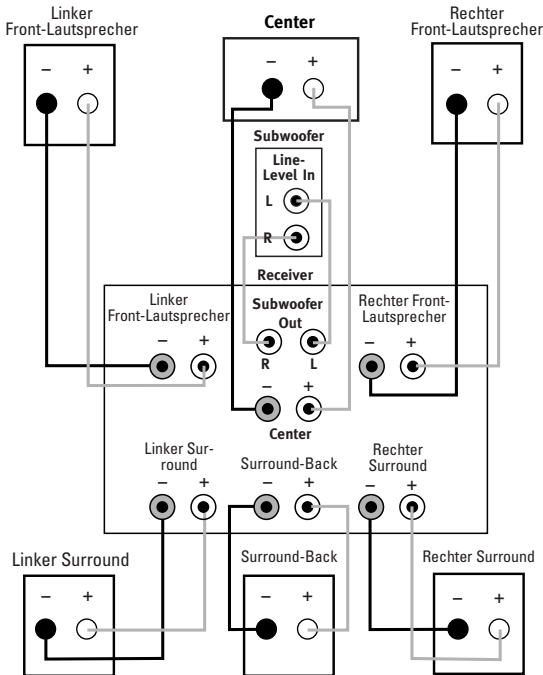 Linker
Front-Lautsprecher
– +
Center
– +
Rechter
Front-Lautsprecher
– +
Subwoofer
Line-
Level In
L
R
Receiver
Linker
Front-Lautsprecher
– +
Subwoofer
Out
R L
Rechter Front-
Lautsprecher
– +
– +
Center
Linker Sur-
round
– +
Surround-Back
– +
Rechter
Surround
– +
Linker Surround
– +
Surround-Back
– +
Rechter Surround
– +